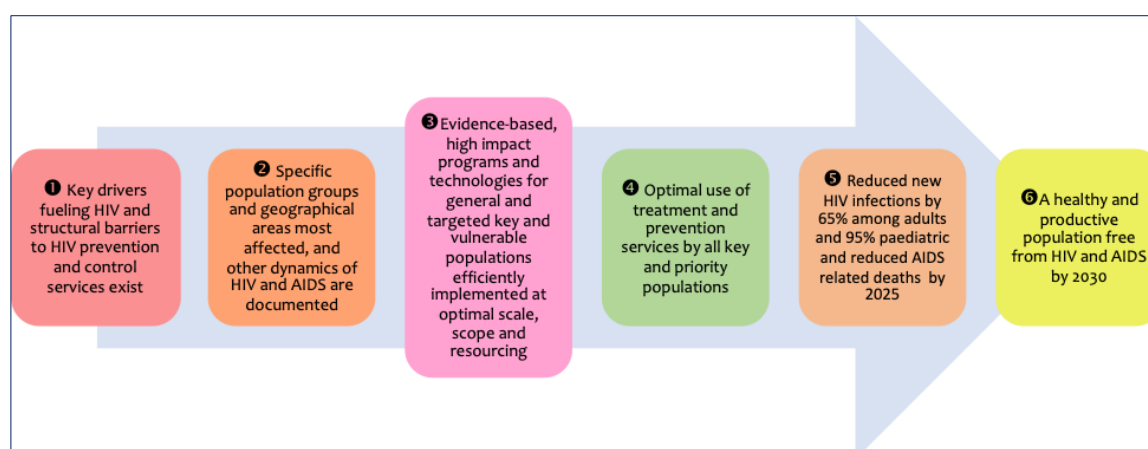 ❶ Key drivers
fueling HIV and
structural barriers
to HIV prevention
and control
services exist
❷ Specific
population groups
and geographical
areas most
affected, and
other dynamics of
HIV and AIDS are
documented
❸Evidence-based,
high impact
programs and
technologies for
general and
targeted key and
vulnerable
populations
efficiently
implemented at
optimal scale,
scope and
resourcing
❹ Optimal use of
treatment and
prevention
services by all key
and priority
populations
❺ Reduced new
HIV infections by
65% among adults
and 95% paediatric
and reduced AIDS
related deaths by
2025
❻A healthy and
productive
population free
from HIV and AIDS
by 2030